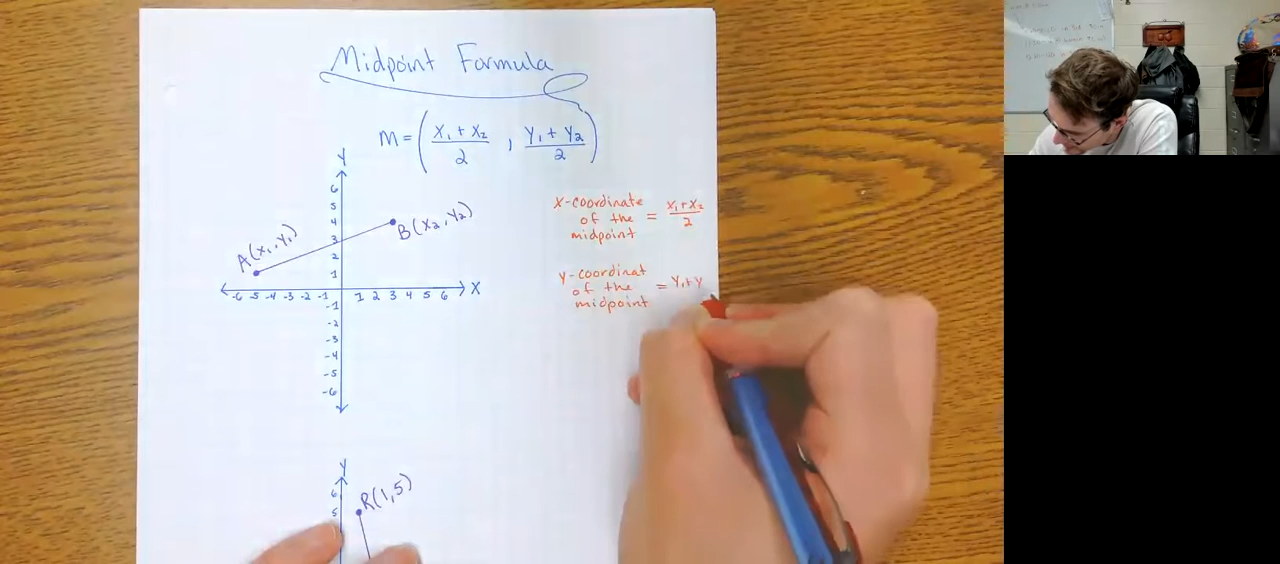 Midpoint Formula
M = ( X₁ + X₂ / 2 , Y₁ + Y₂ / 2 )
Y
6
5
4
3
2
1
A(X₁, Y₁)
B(X₂, Y₂)
-6 -5 -4 -3 -2 -1 1 2 3 4 5 6 X
-1
-2
-3
-4
-5
-6
X-coordinate
of the = X₁+X₂ / 2
midpoint
Y-coordinat
of the = Y₁+Y
midpoint
Y
6
5
R(1,5)